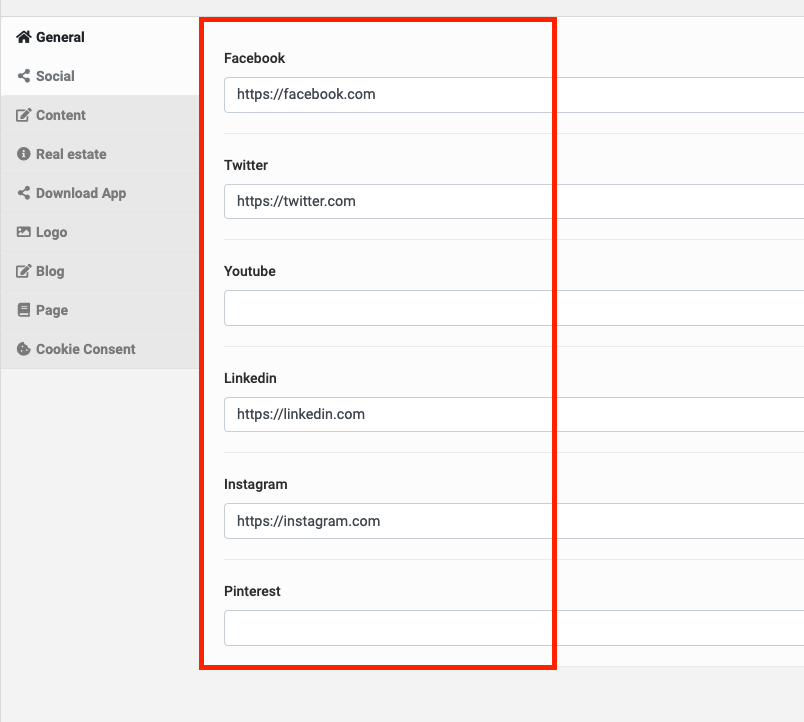 General
Social
Content
Real estate
Download App
Logo
Blog
Page
Cookie Consent
Facebook
https://facebook.com
Twitter
https://twitter.com
Youtube
Linkedin
https://linkedin.com
Instagram
https://instagram.com
Pinterest